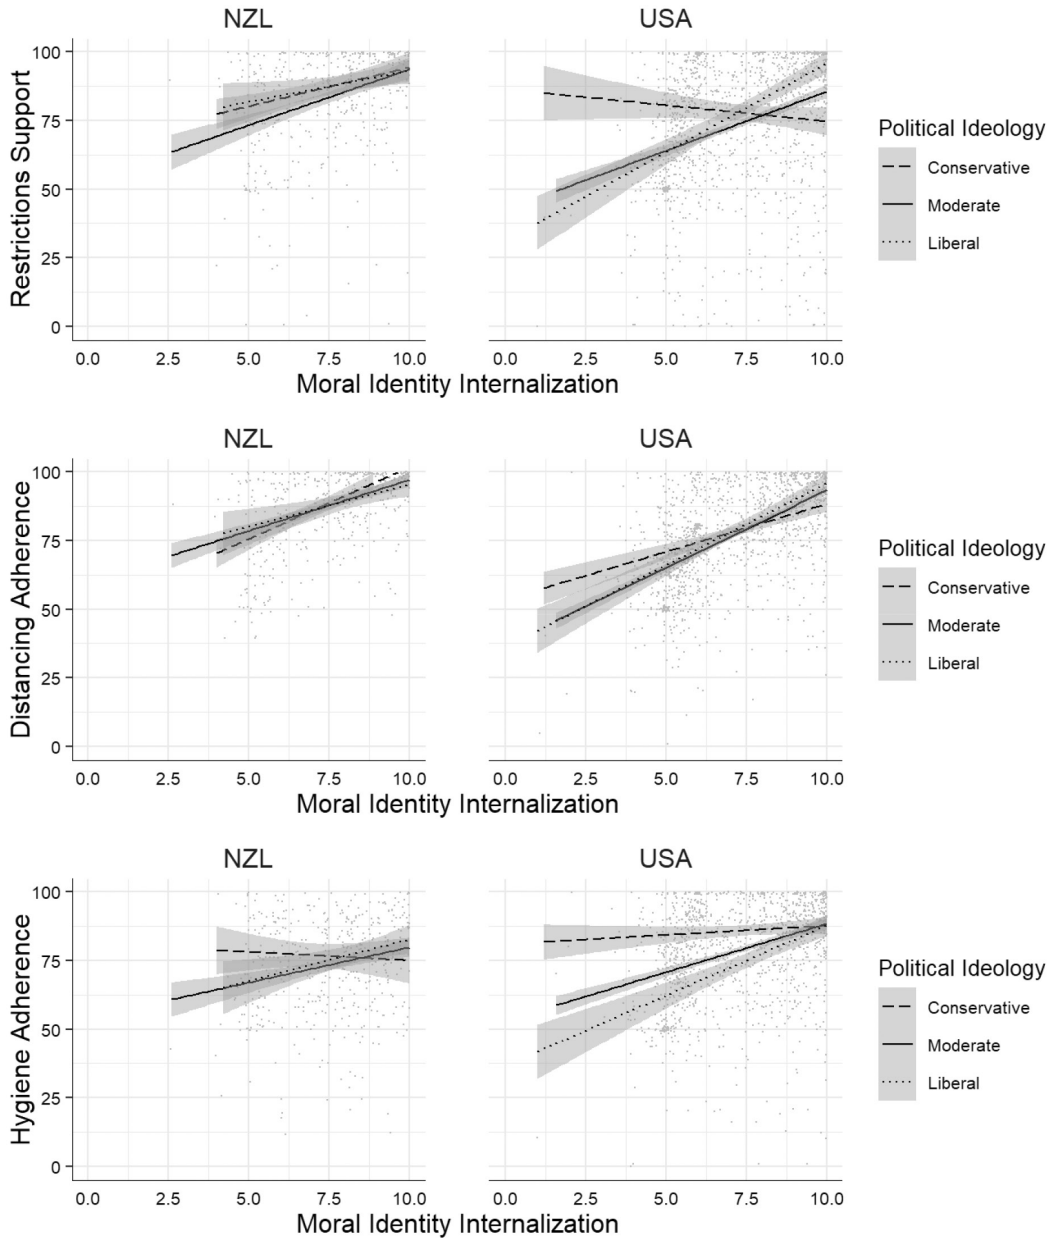 NZL
USA
100
75
50
25
0
Restrictions Support
0.0 2.5 5.0 7.5 10.0
0.0 2.5 5.0 7.5 10.0
Moral Identity Internalization
Political Ideology
Conservative
Moderate
Liberal
NZL
USA
100
75
50
25
0
Distancing Adherence
0.0 2.5 5.0 7.5 10.0
0.0 2.5 5.0 7.5 10.0
Moral Identity Internalization
Political Ideology
Conservative
Moderate
Liberal
NZL
USA
100
75
50
25
0
Hygiene Adherence
0.0 2.5 5.0 7.5 10.0
0.0 2.5 5.0 7.5 10.0
Moral Identity Internalization
Political Ideology
Conservative
Moderate
Liberal